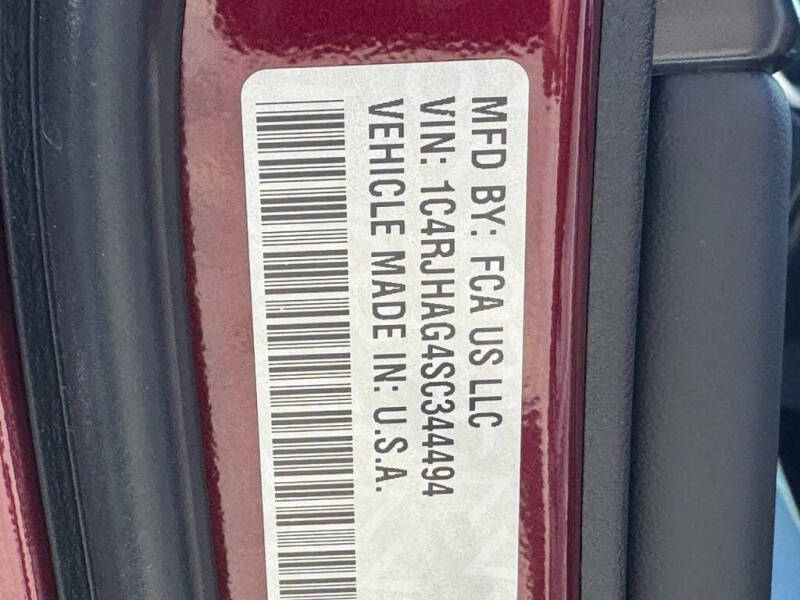 MFD BY: FCA US LLC
VIN: 1C4RJHAG4SC344494
VEHICLE MADE IN: U.S.A.